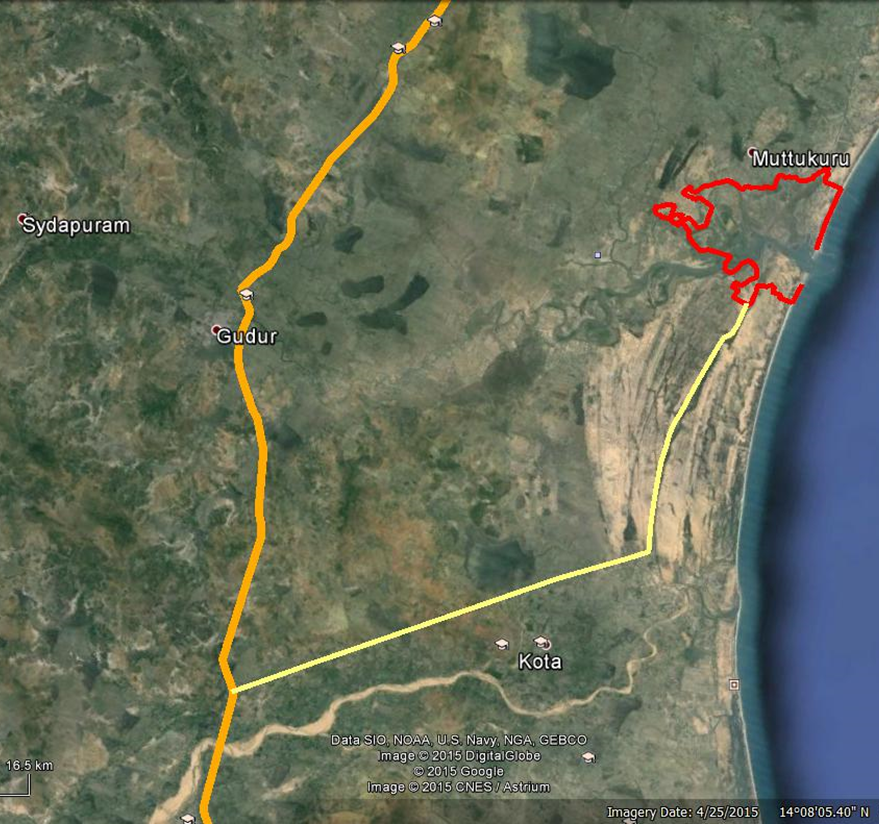 Muttukuru
Sydapuram
Gudur
Kota
Data SIO, NOAA, U.S. Navy, NGA, GEBCO
Image © 2015 DigitalGlobe
© 2015 Google
Image © 2015 CNES / Astrium
16.5 km
Imagery Date: 4/25/2015 14°08'05.40" N